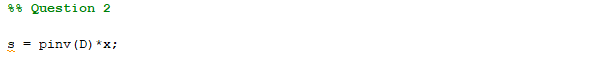 %% Question 2
s = pinv(D)*x;